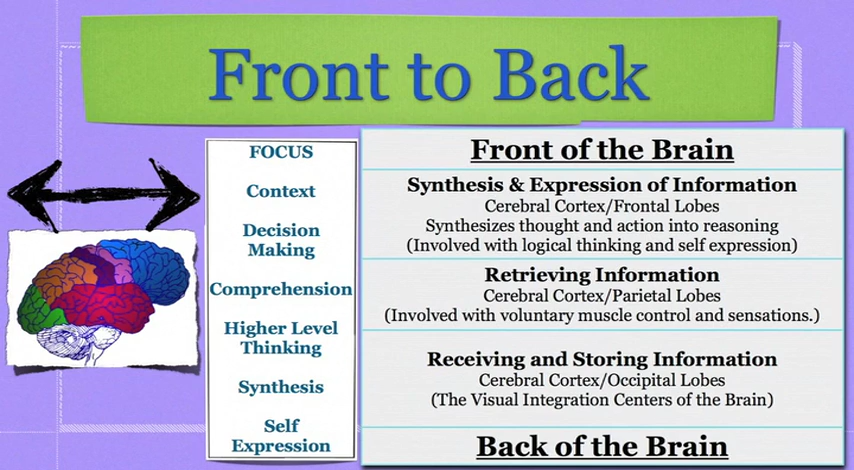 Front to Back
FOCUS
Context
Decision
Making
Comprehension
Higher Level
Thinking
Synthesis
Self
Expression
Front of the Brain
Synthesis & Expression of Information
Cerebral Cortex/Frontal Lobes
Synthesizes thought and action into reasoning
(Involved with logical thinking and self expression)
Retrieving Information
Cerebral Cortex/Parietal Lobes
(Involved with voluntary muscle control and sensations.)
Receiving and Storing Information
Cerebral Cortex/Occipital Lobes
(The Visual Integration Centers of the Brain)
Back of the Brain